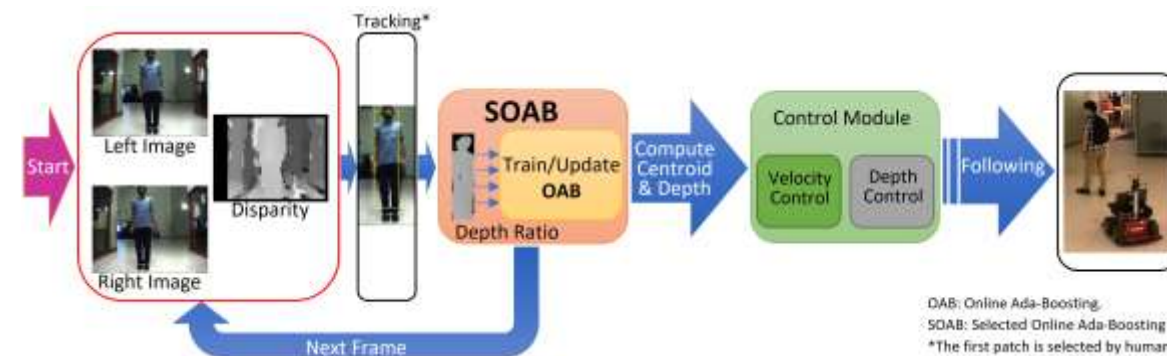 Tracking*
Start
Left Image
Right Image
Disparity
SOAB
Train/Update
OAB
Depth Ratio
Compute
Centroid
& Depth
Control Module
Velocity
Control
Depth
Control
Following
Next Frame
OAB: Online Ada-Boosting.
SOAB: Selected Online Ada-Boosting
*The first patch is selected by human